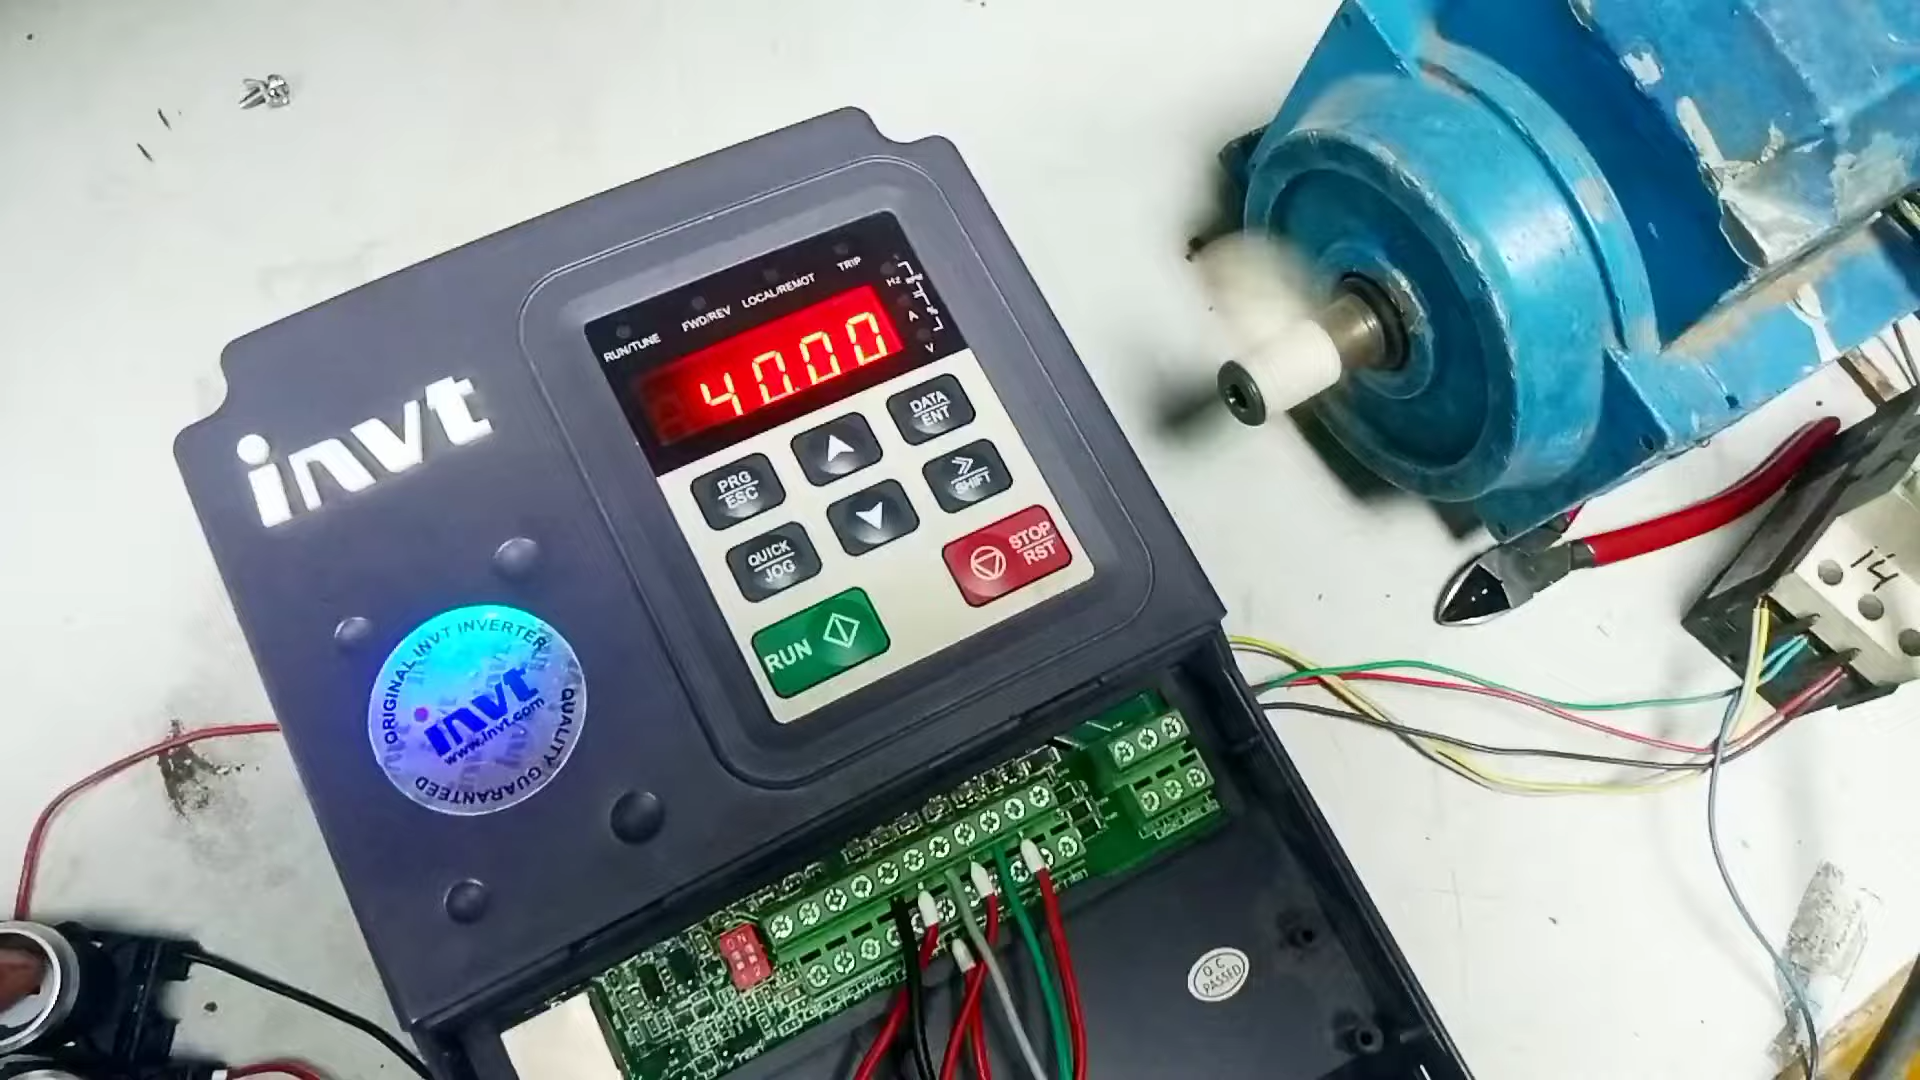 RUN/TUNE
FWD/REV
LOCAL/REMOT
TRIP
HZ
A
%
V
40.00
invt
PRG
ESC
DATA
ENT
QUICK
JOG
SHIFT
STOP
RST
RUN
ORIGINAL INVT INVERTER
invt
www.invt.com
QUALITY GUARANTEED
Q C
PASSED
14